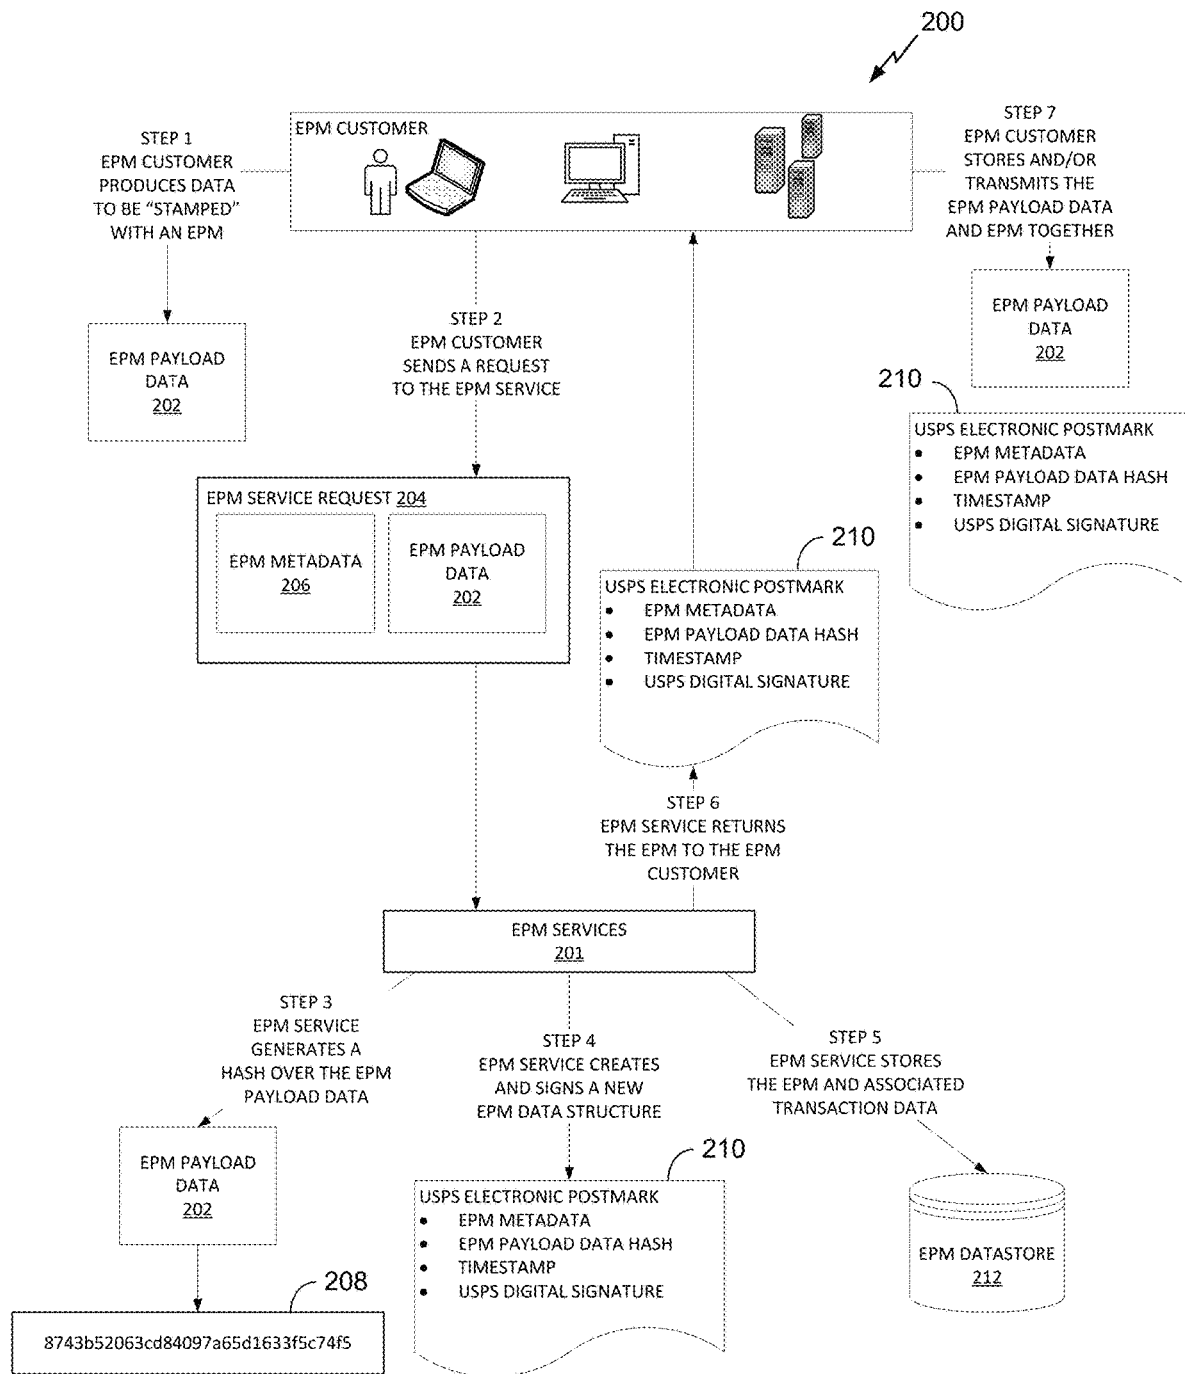 200
STEP 1
EPM CUSTOMER
PRODUCES DATA
TO BE “STAMPED”
WITH AN EPM
EPM CUSTOMER
STEP 7
EPM CUSTOMER
STORES AND/OR
TRANSMITS THE
EPM PAYLOAD DATA
AND EPM TOGETHER
EPM PAYLOAD
DATA
202
STEP 2
EPM CUSTOMER
SENDS A REQUEST
TO THE EPM SERVICE
EPM PAYLOAD
DATA
202
210
USPS ELECTRONIC POSTMARK
• EPM METADATA
• EPM PAYLOAD DATA HASH
• TIMESTAMP
• USPS DIGITAL SIGNATURE
EPM SERVICE REQUEST 204
EPM METADATA
206
EPM PAYLOAD
DATA
202
210
USPS ELECTRONIC POSTMARK
• EPM METADATA
• EPM PAYLOAD DATA HASH
• TIMESTAMP
• USPS DIGITAL SIGNATURE
STEP 6
EPM SERVICE RETURNS
THE EPM TO THE EPM
CUSTOMER
EPM SERVICES
201
STEP 3
EPM SERVICE
GENERATES A
HASH OVER THE EPM
PAYLOAD DATA
STEP 4
EPM SERVICE CREATES
AND SIGNS A NEW
EPM DATA STRUCTURE
STEP 5
EPM SERVICE STORES
THE EPM AND ASSOCIATED
TRANSACTION DATA
EPM PAYLOAD
DATA
202
210
USPS ELECTRONIC POSTMARK
• EPM METADATA
• EPM PAYLOAD DATA HASH
• TIMESTAMP
• USPS DIGITAL SIGNATURE
EPM DATASTORE
212
208
8743b52063cd84097a65d1633f5c74f5